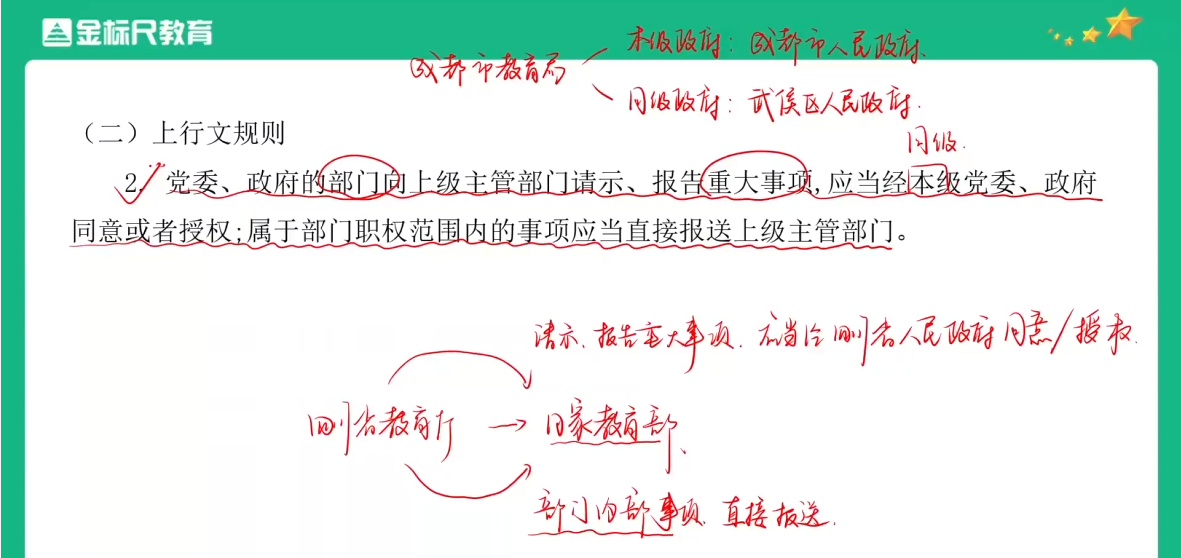 金标尺教育
成都市教育局
本级政府：成都市人民政府.
同级政府：武侯区人民政府.
（二）上行文规则
同级.
2. 党委、政府的部门向上级主管部门请示、报告重大事项,应当经本级党委、政府
同意或者授权;属于部门职权范围内的事项应当直接报送上级主管部门。
请示、报告重大事项. 应当经四川省人民政府同意/授权.
四川省教育厅 → 国家教育部、
部门内部事项. 直接报送.